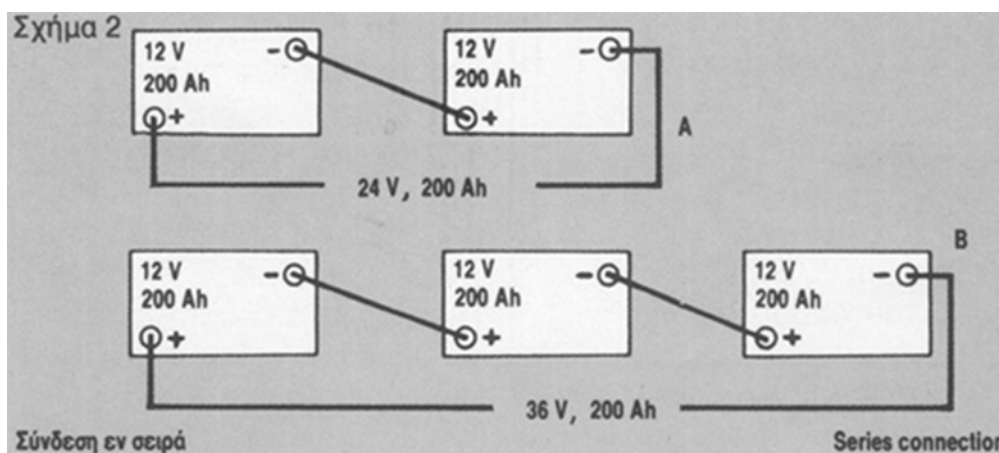 Σχήμα 2
12 V
200 Ah
- +
12 V
200 Ah
- +
A
24 V, 200 Ah
B
12 V
200 Ah
- +
12 V
200 Ah
- +
12 V
200 Ah
- +
36 V, 200 Ah
Σύνδεση εν σειρά
Series connection